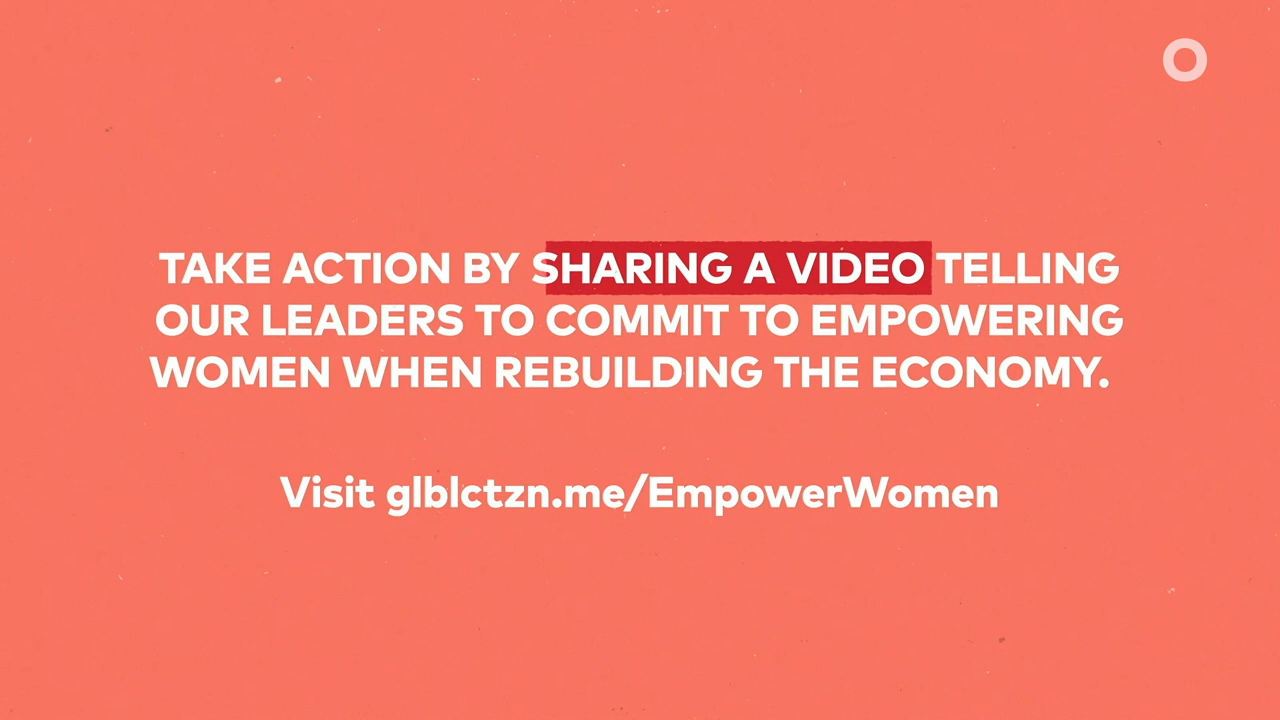 TAKE ACTION BY SHARING A VIDEO TELLING
OUR LEADERS TO COMMIT TO EMPOWERING
WOMEN WHEN REBUILDING THE ECONOMY.
Visit glblctzn.me/EmpowerWomen